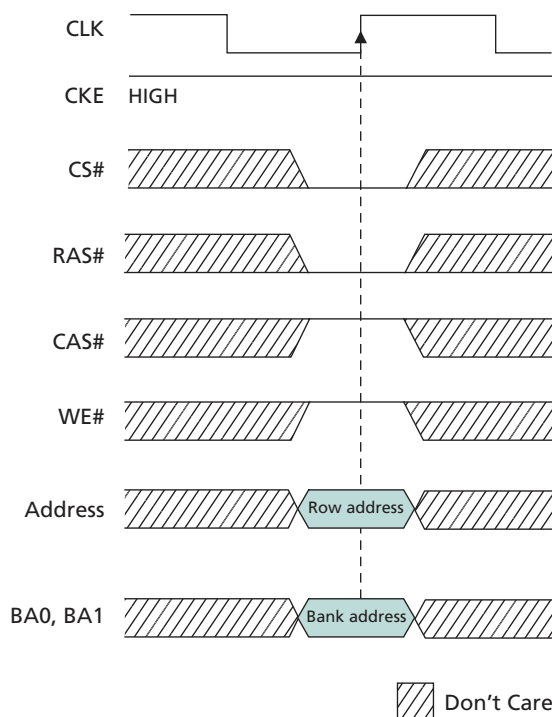 CLK
CKE HIGH
CS#
RAS#
CAS#
WE#
Address Row address
BA0, BA1 Bank address
Don't Care